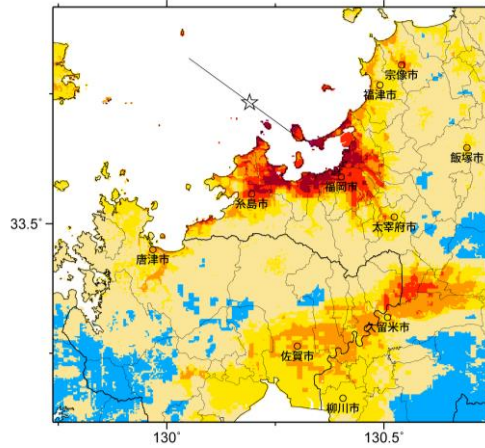 宗像市
福津市
飯塚市
福岡市
糸島市
33.5°
太宰府市
唐津市
久留米市
佐賀市
柳川市
130°
130.5°